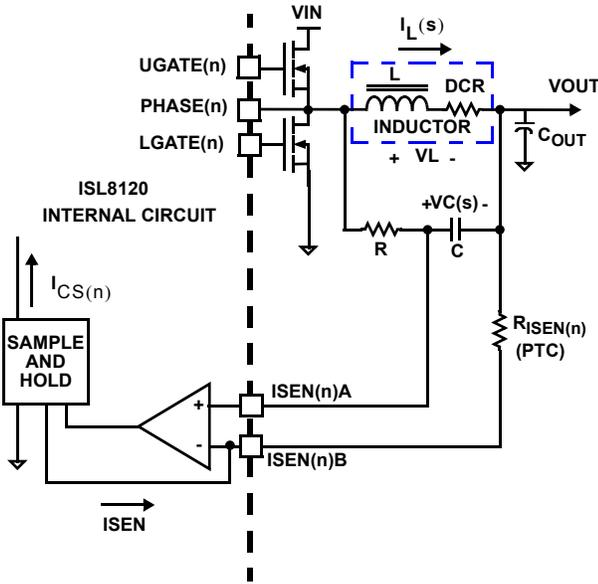 VIN
I_L(s)
UGATE(n)
L
DCR
VOUT
PHASE(n)
INDUCTOR
LGATE(n)
C_OUT
+ VL -
ISL8120
INTERNAL CIRCUIT
+VC(s) -
R
C
I_CS(n)
R_ISEN(n)
(PTC)
SAMPLE
AND
HOLD
ISEN(n)A
+
-
ISEN(n)B
ISEN